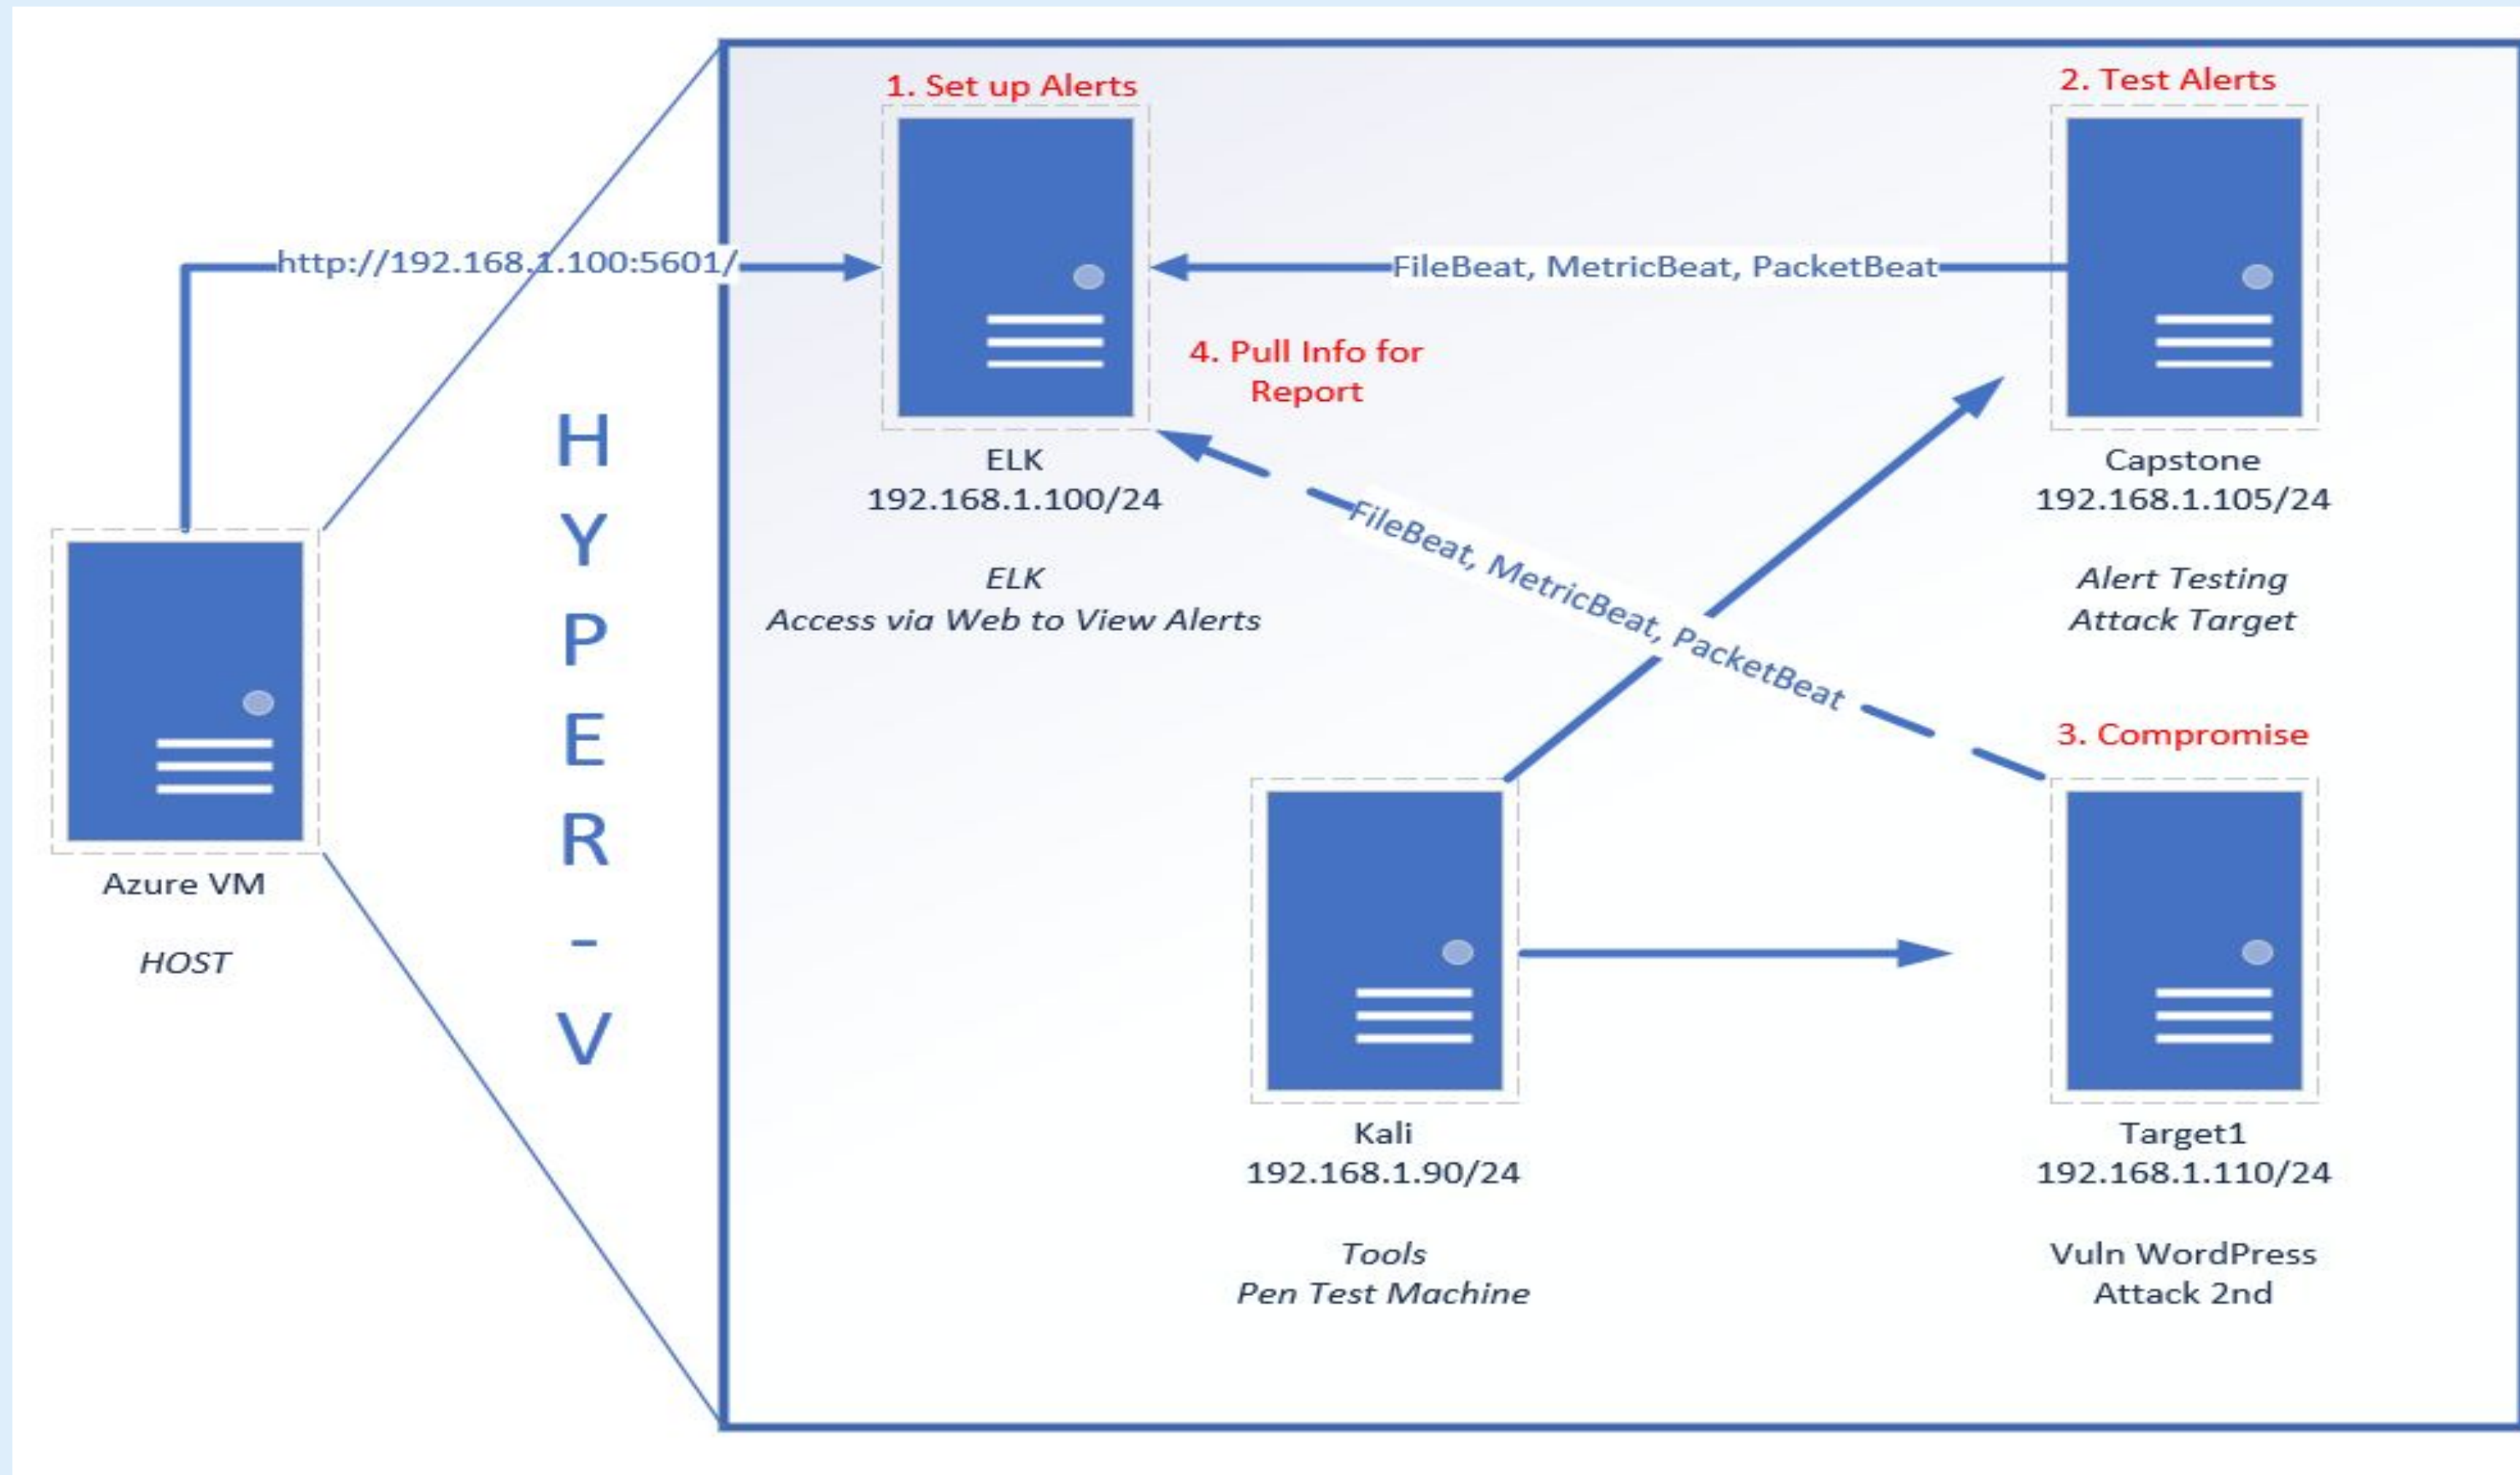 1. Set up Alerts
2. Test Alerts
http://192.168.1.100:5601/
FileBeat, MetricBeat, PacketBeat
4. Pull Info for
Report
H
Y
P
E
R
-
V
ELK
192.168.1.100/24
ELK
Access via Web to View Alerts
Capstone
192.168.1.105/24
Alert Testing
Attack Target
FileBeat, MetricBeat, PacketBeat
3. Compromise
Azure VM
HOST
Kali
192.168.1.90/24
Tools
Pen Test Machine
Target1
192.168.1.110/24
Vuln WordPress
Attack 2nd